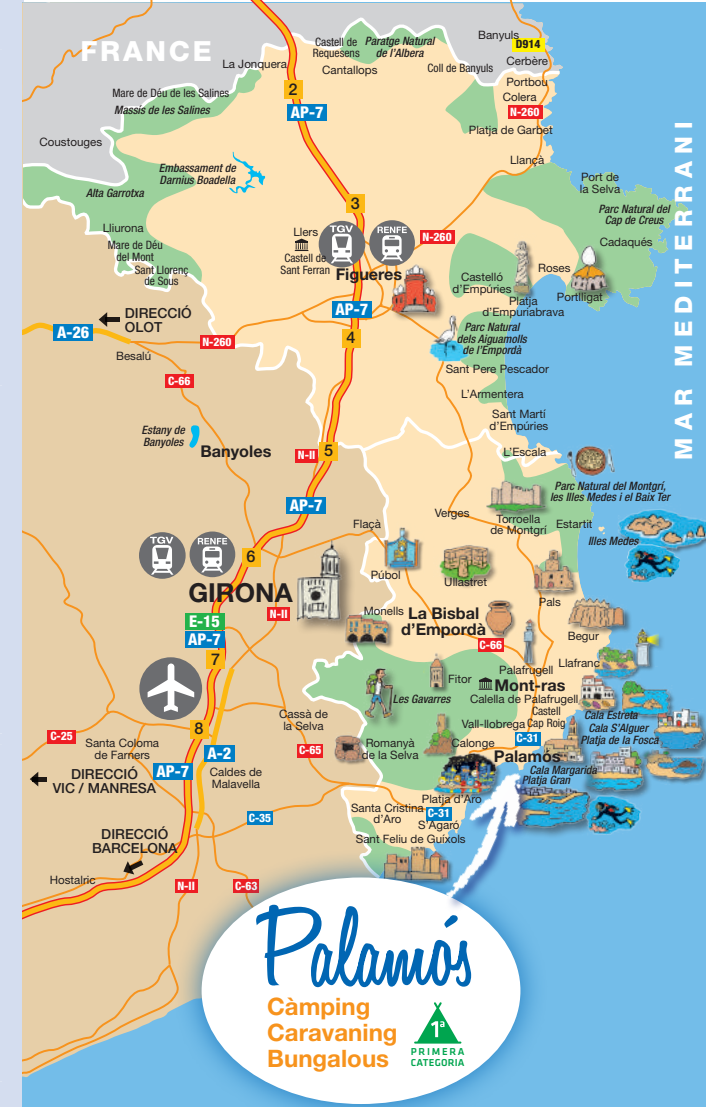 FRANCE
Banyuls
D914
Cerbère
Castell de
Requesens
Paratge Natural
de l'Albera
La Jonquera
Cantallops
Coll de Banyuls
Portbou
Colera
N-260
2
AP-7
Mare de Déu de les Salines
Massís de les Salines
Platja de Garbet
Coustouges
Llançà
Embassament de
Darnius Boadella
Port de
la Selva
Alta Garrotxa
3
Parc Natural del
Cap de Creus
MAR MEDITERRANI
Lliurona
Llers
TGV
RENFE
N-260
Cadaqués
Mare de Déu
del Mont
Castell de
Sant Ferran
Sant Llorenç
de Sous
Figueres
Castelló
d'Empúries
Roses
Portlligat
Platja
d'Empuriabrava
AP-7
DIRECCIÓ
OLOT
A-26
N-260
4
Parc Natural
dels Aiguamolls
de l'Empordà
Besalú
Sant Pere Pescador
C-66
L'Armentera
Sant Martí
d'Empúries
Estany de
Banyoles
Banyoles
N-II
5
L'Escala
Parc Natural del Montgrí,
les Illes Medes i el Baix Ter
AP-7
Flaçà
Verges
Torroella
de Montgrí
Estartit
Illes Medes
TGV
RENFE
6
Púbol
Ullastret
GIRONA
Pals
N-II
Monells
La Bisbal
d'Empordà
E-15
AP-7
C-66
Begur
7
Palafrugell
Llafranc
Fitor
Mont-ras
Les Gavarres
Calella de Palafrugell
Cala Estreta
Cala S'Alguer
Platja de la Fosca
Castell
Cap Roig
Vall-llobrega
Cassà de
la Selva
8
C-25
Santa Coloma
de Farners
A-2
C-65
Romanyà
de la Selva
Calonge
C-31
Palamós
DIRECCIÓ
VIC / MANRESA
AP-7
Caldes de
Malavella
Cala Margarida
Platja Gran
Platja d'Aro
Santa Cristina
d'Aro
C-31
C-35
S'Agaró
DIRECCIÓ
BARCELONA
Sant Feliu de Guíxols
Hostalric
N-II
C-63
Palamós
Càmping
Caravaning
Bungalous
1ª
PRIMERA
CATEGORIA